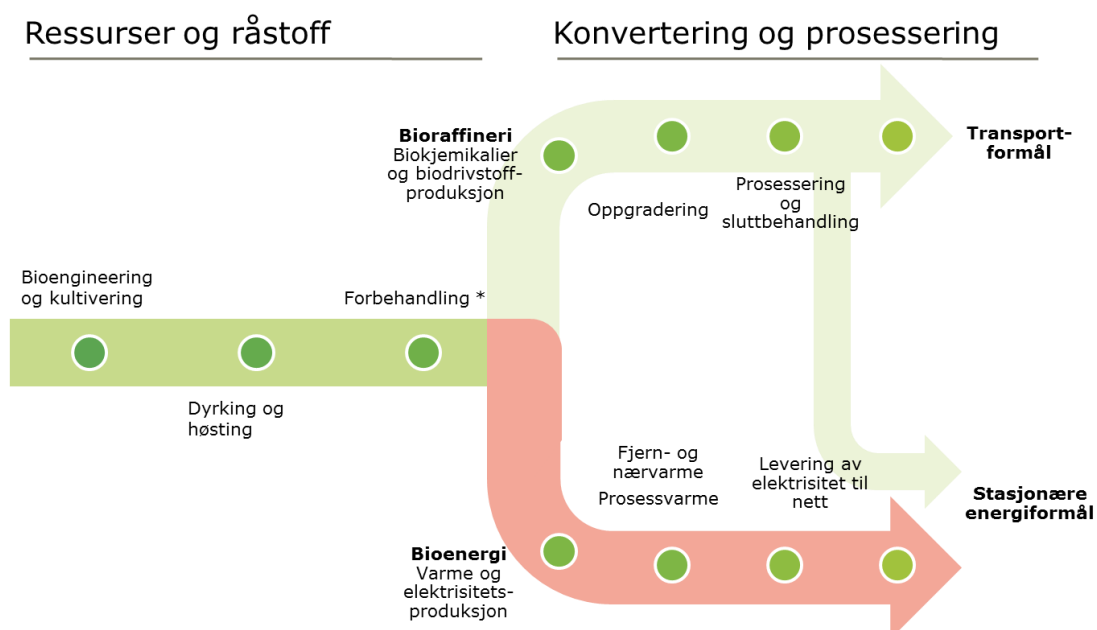 Ressurser og råstoff
Konvertering og prosessering
Bioraffineri
Biokjemikalier
og biodrivstoff-
produksjon
Transport-
formål
Oppgradering
Prosessering
og
sluttbehandling
Bioengineering
og kultivering
Forbehandling *
Dyrking og
høsting
Fjern- og
nærvarme
Prosessvarme
Levering av
elektrisitet til
nett
Stasjonære
energiformål
Bioenergi
Varme og
elektrisitets-
produksjon